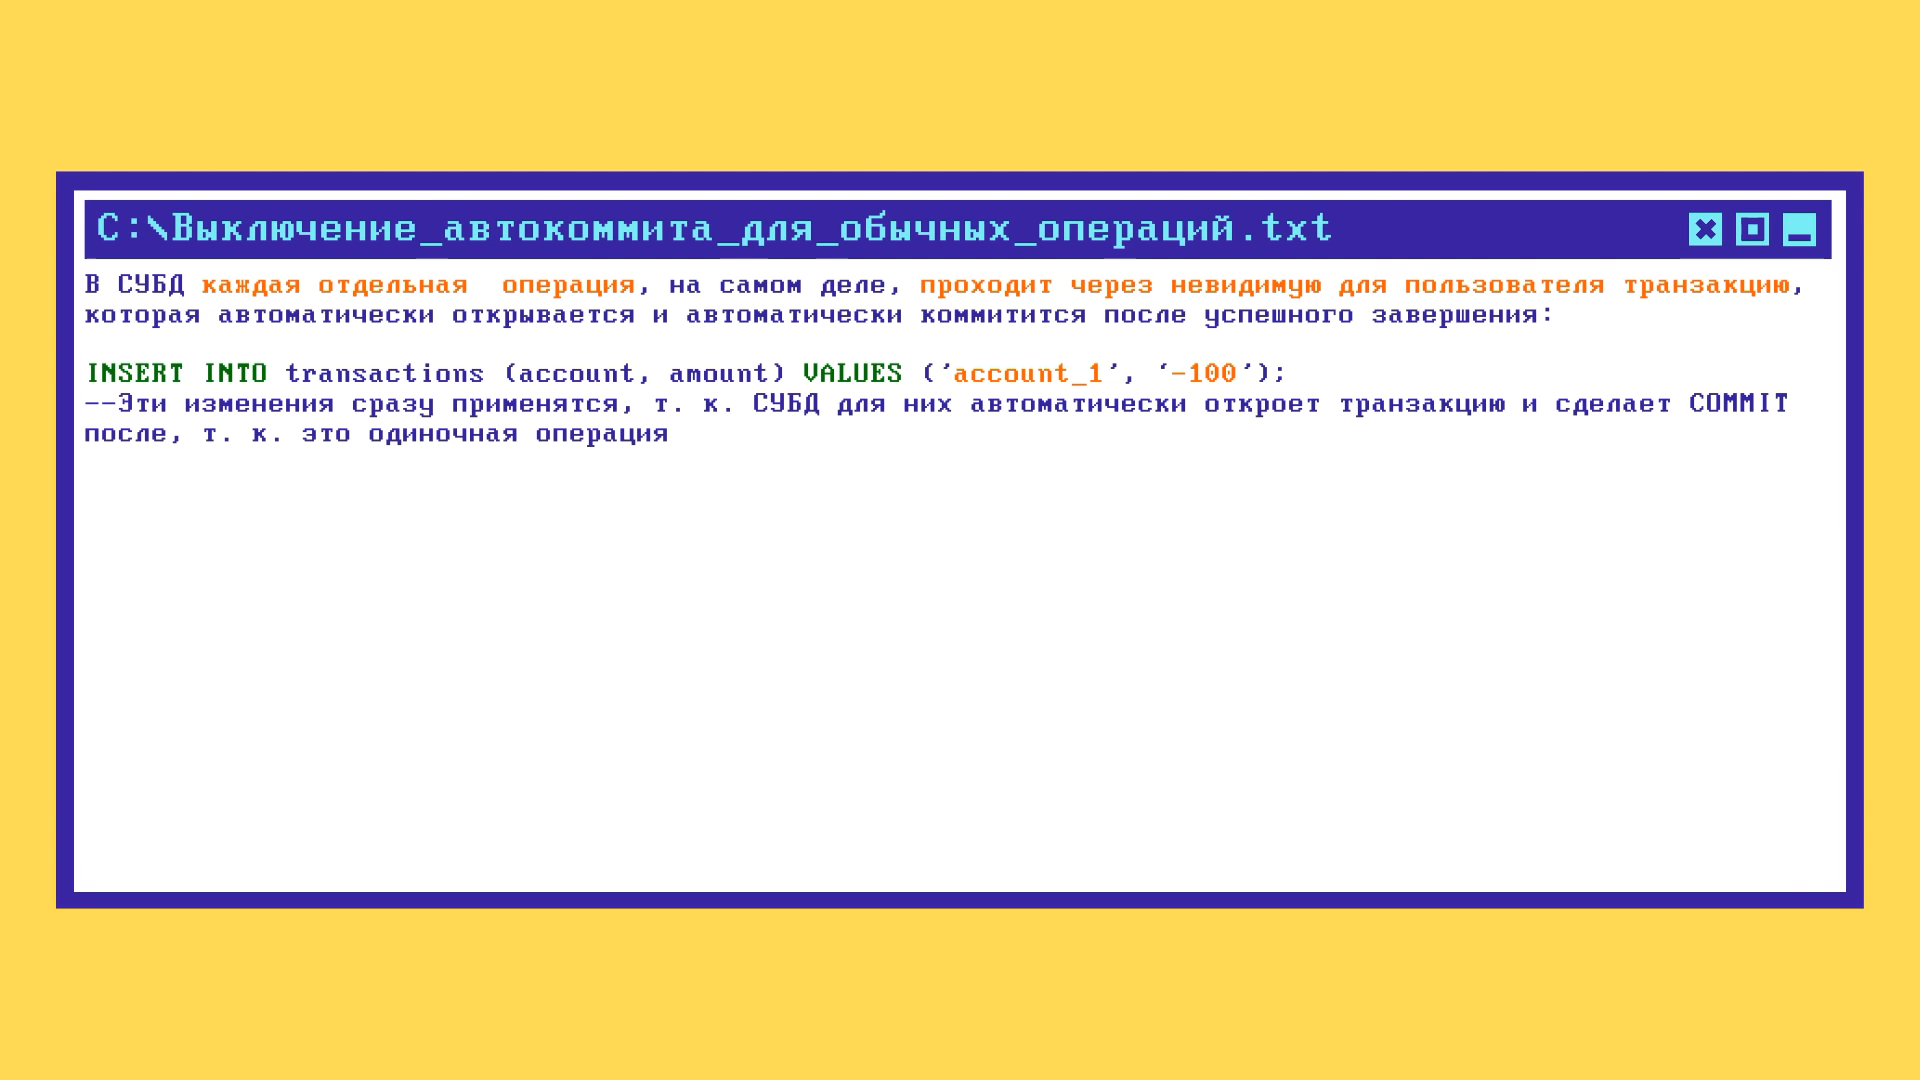 C:\Выключение_автокоммита_для_обычных_операций.txt
В СУБД каждая отдельная  операция, на самом деле, проходит через невидимую для пользователя транзакцию,
которая автоматически открывается и автоматически коммитится после успешного завершения:
INSERT INTO transactions (account, amount) VALUES (’account_1’, ‘-100’);
--Эти изменения сразу применятся, т. к. СУБД для них автоматически откроет транзакцию и сделает COMMIT
после, т. к. это одиночная операция